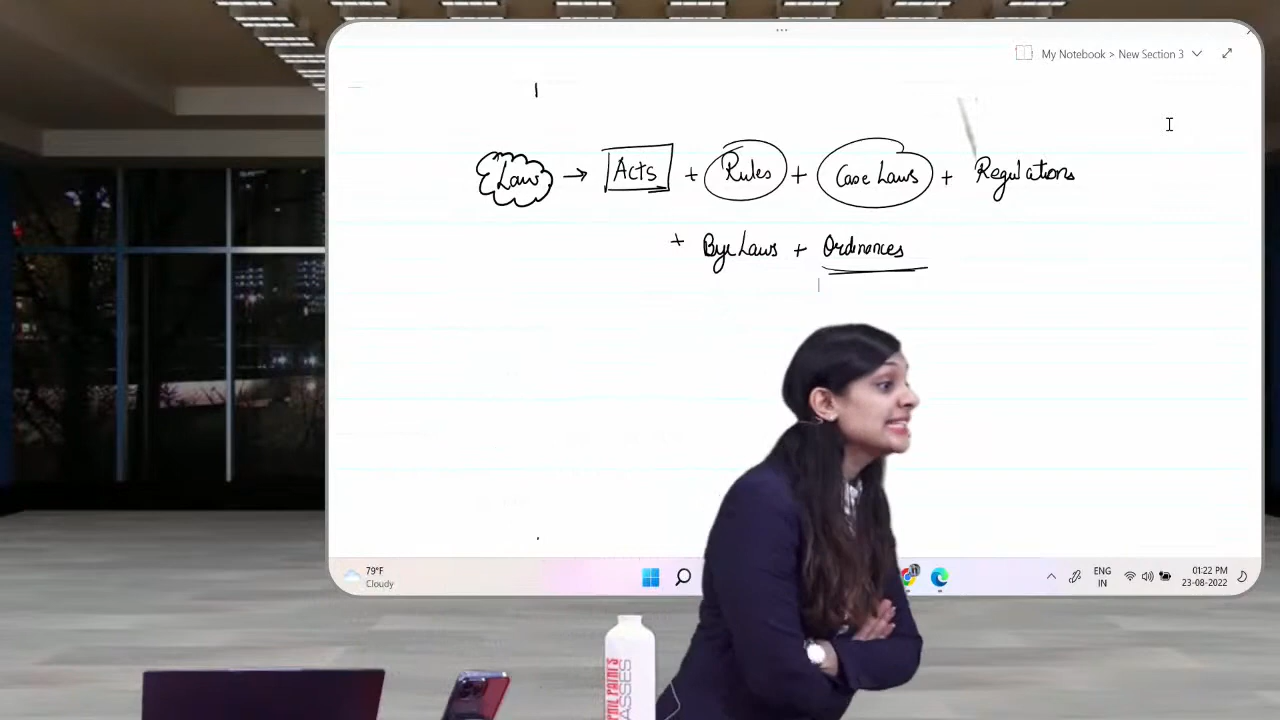 My Notebook > New Section 3
Law → Acts + Rules + Case Laws + Regulations
+ Bye Laws + Ordinances
79°F
Cloudy
ENG
IN
01:22 PM
23-08-2022